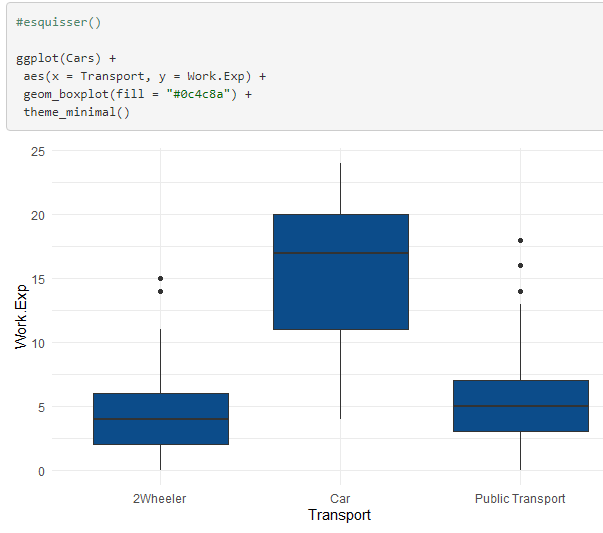 #esquisser()
ggplot(Cars) +
aes(x = Transport, y = Work.Exp) +
geom_boxplot(fill = "#0c4c8a") +
theme_minimal()
25
20
15
10
5
0
Work.Exp
2Wheeler Car Public Transport
Transport